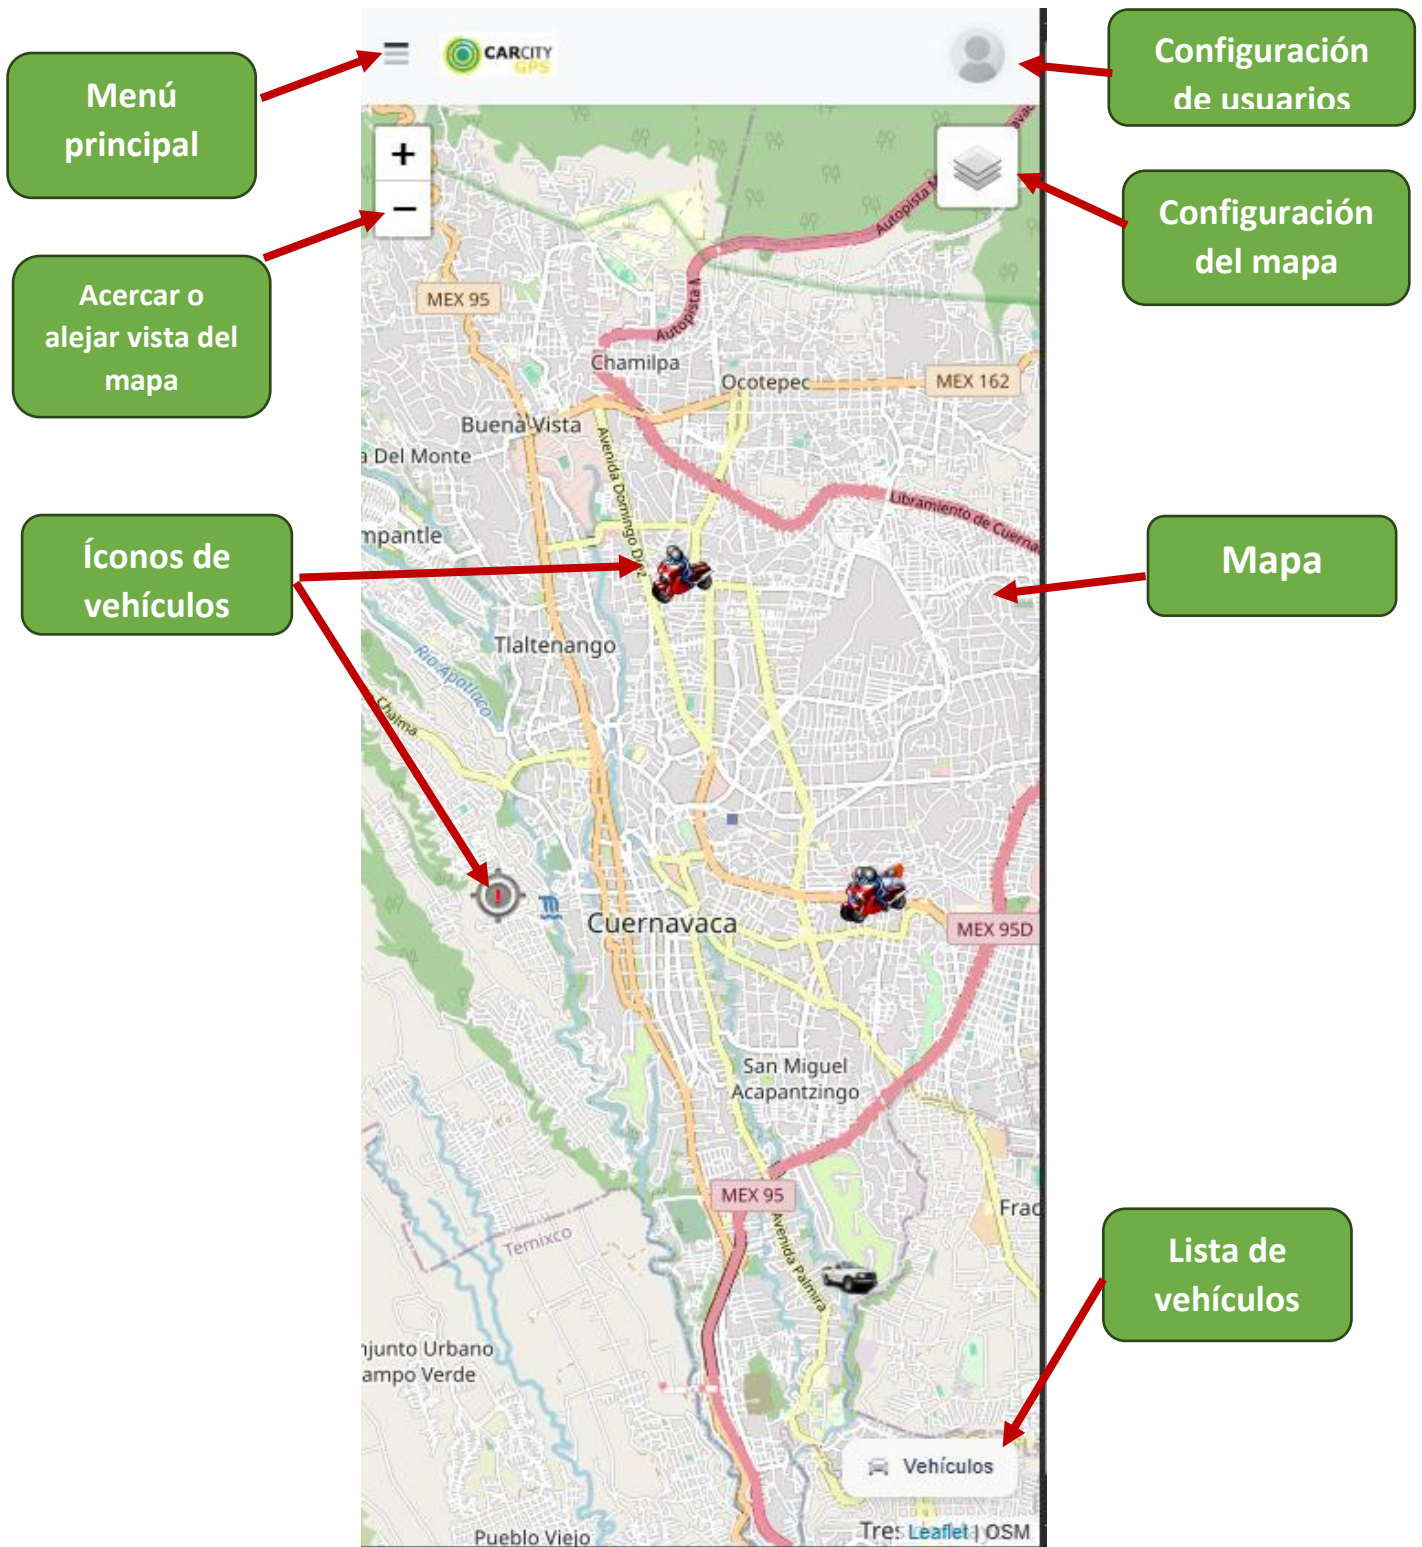 Menú
principal
CARCITY
GPS
Configuración
de usuarios
+
−
Configuración
del mapa
Acercar o
alejar vista del
mapa
Autopista M
MEX 95
Autopista M
Chamilpa
Ocotepec
MEX 162
Buena Vista
a Del Monte
Avenida Domingo Diez
Libramiento de Cuerna
mpantle
Íconos de
vehículos
Mapa
Tlaltenango
Río Apatlaco
Chalma
!
Cuernavaca
MEX 95D
San Miguel
Acapantzingo
MEX 95
Frac
Temixco
Avenida Palmira
Lista de
vehículos
njunto Urbano
ampo Verde
Vehículos
Pueblo Viejo
Tres
Leaflet | OSM